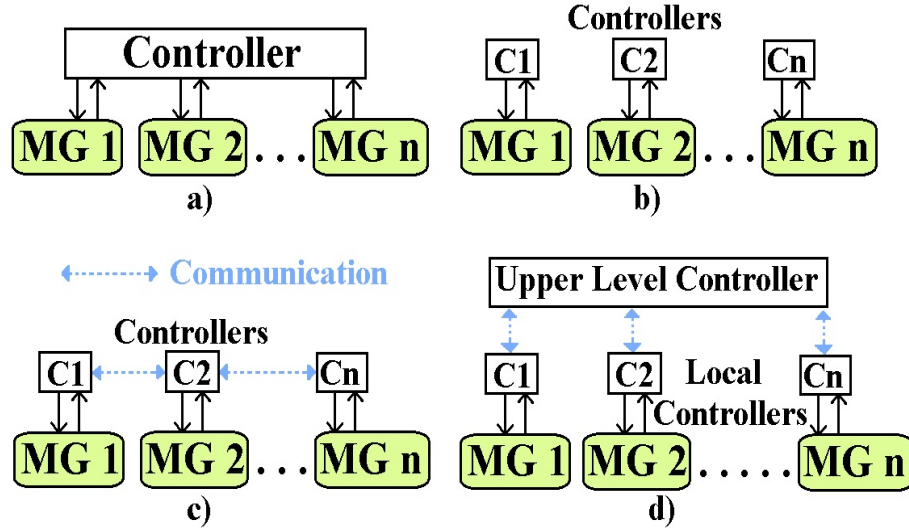 Controller
MG 1 MG 2 . . . MG n
a)
Controllers
C1 C2 Cn
MG 1 MG 2 . . . MG n
b)
Communication
Controllers
C1 C2 Cn
MG 1 MG 2 . . . MG n
c)
Upper Level Controller
C1 C2 Cn
Local
Controllers
MG 1 MG 2 . . . . . MG n
d)